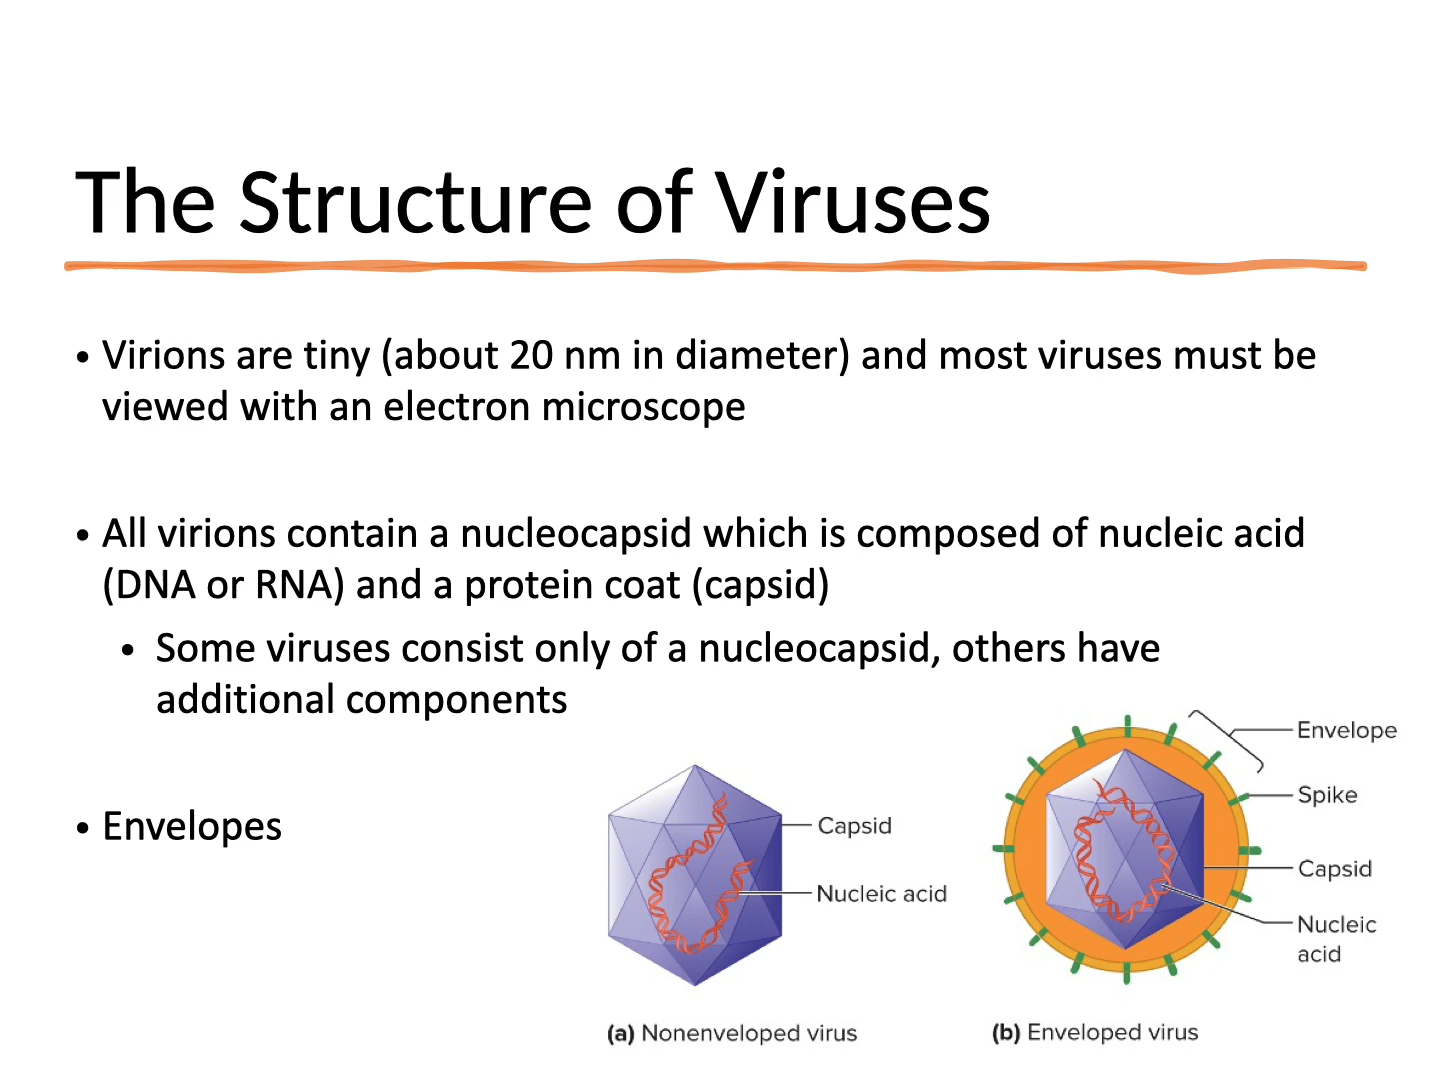 The Structure of Viruses
• Virions are tiny (about 20 nm in diameter) and most viruses must be
viewed with an electron microscope
• All virions contain a nucleocapsid which is composed of nucleic acid
(DNA or RNA) and a protein coat (capsid)
• Some viruses consist only of a nucleocapsid, others have
additional components
• Envelopes
Capsid
Nucleic acid
(a) Nonenveloped virus
Envelope
Spike
Capsid
Nucleic
acid
(b) Enveloped virus